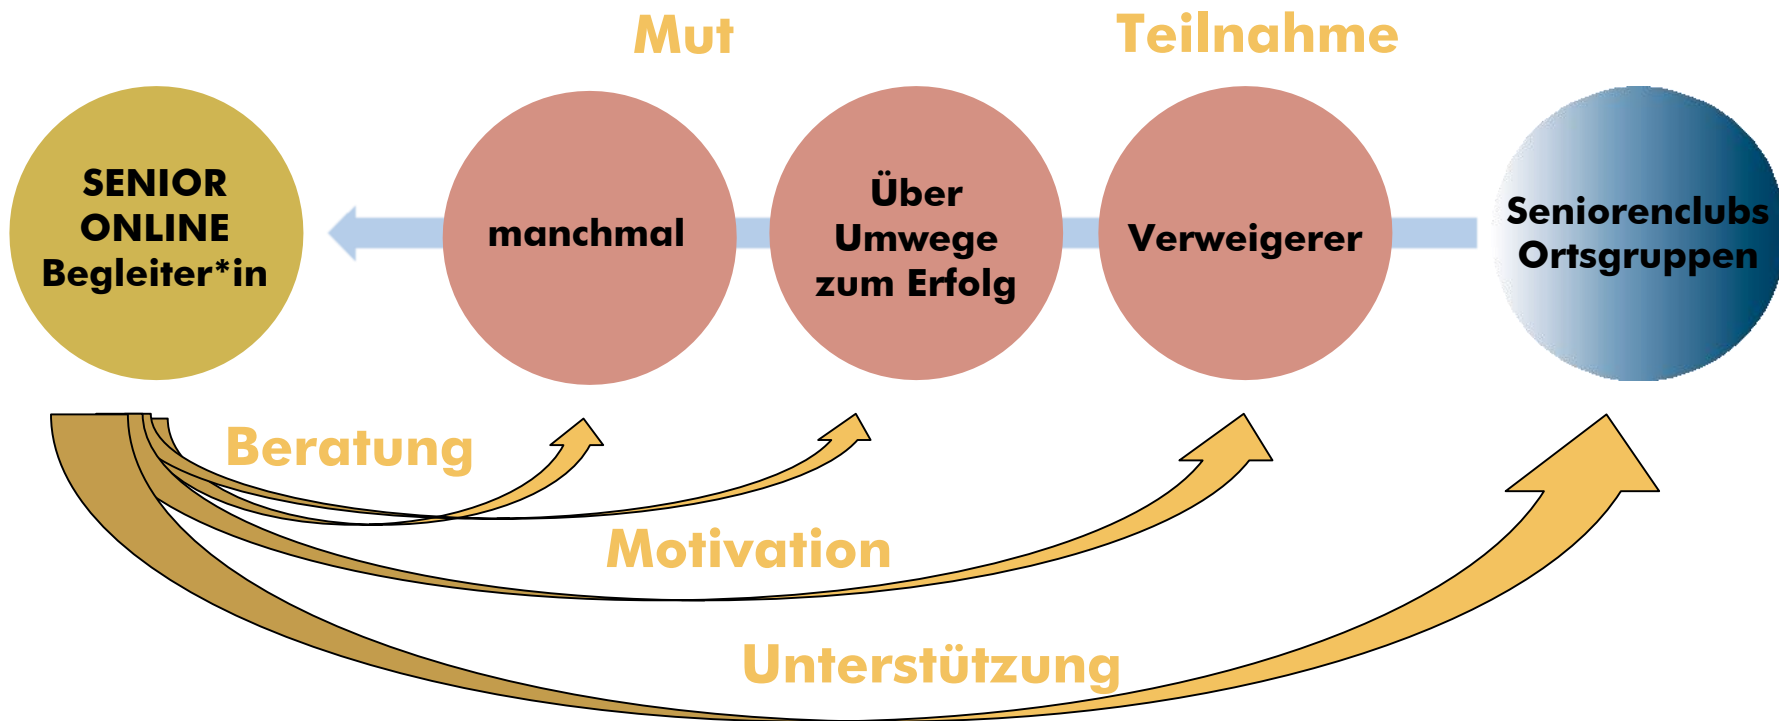 Mut
Teilnahme
SENIOR
ONLINE
Begleiter*in
manchmal
Über
Umwege
zum Erfolg
Verweigerer
Seniorenclubs
Ortsgruppen
Beratung
Motivation
Unterstützung